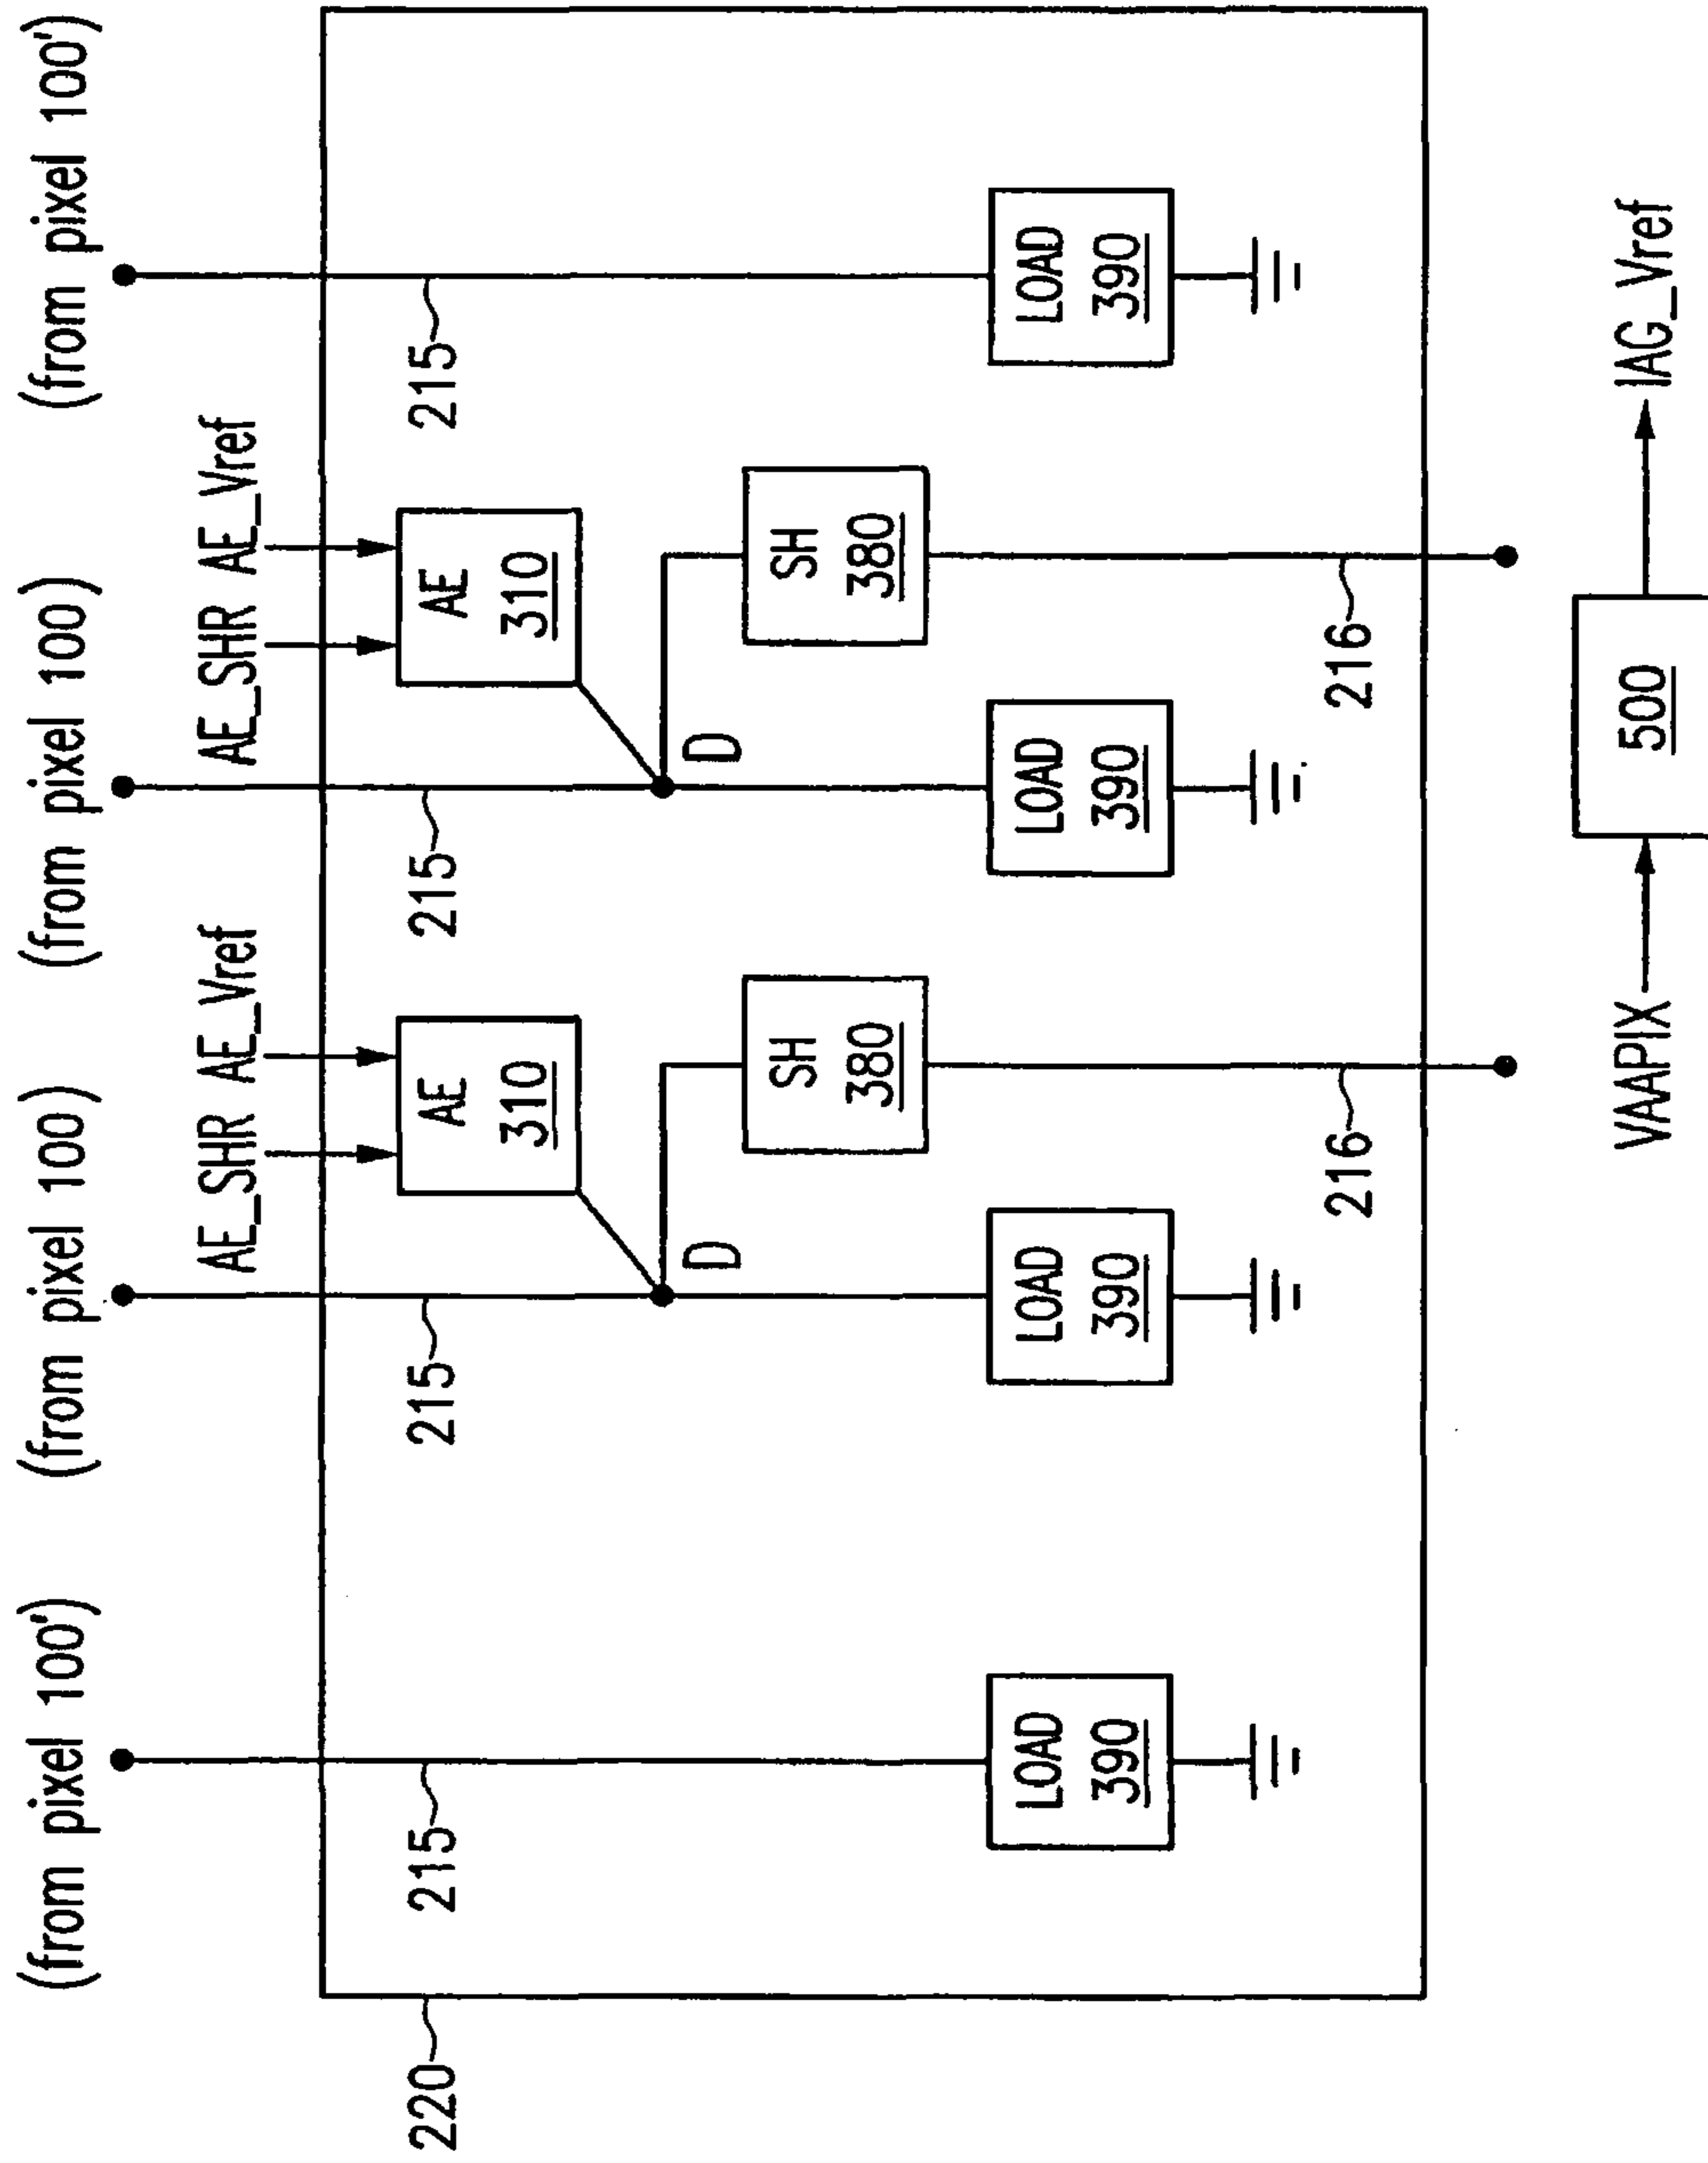 (from pixel 100')
(from pixel 100)
(from pixel 100)
(from pixel 100')
AE_SHR AE_Vref
AE_SHR AE_Vref
220
215
215
215
215
AE
310
AE
310
D
D
SH
380
SH
380
LOAD
390
LOAD
390
LOAD
390
LOAD
390
216
216
VAAPIX
500
IAG_Vref